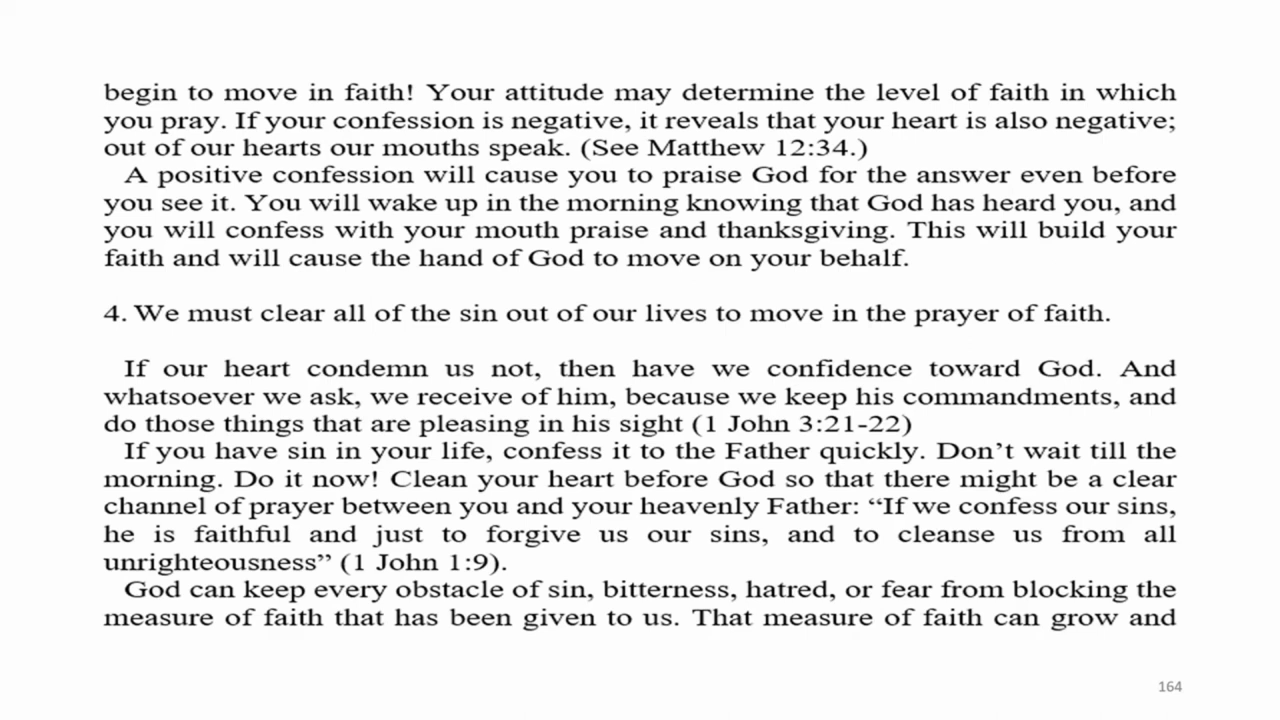 begin to move in faith! Your attitude may determine the level of faith in which
you pray. If your confession is negative, it reveals that your heart is also negative;
out of our hearts our mouths speak. (See Matthew 12:34.)
A positive confession will cause you to praise God for the answer even before
you see it. You will wake up in the morning knowing that God has heard you, and
you will confess with your mouth praise and thanksgiving. This will build your
faith and will cause the hand of God to move on your behalf.
4. We must clear all of the sin out of our lives to move in the prayer of faith.
If our heart condemn us not, then have we confidence toward God. And
whatsoever we ask, we receive of him, because we keep his commandments, and
do those things that are pleasing in his sight (1 John 3:21-22)
If you have sin in your life, confess it to the Father quickly. Don’t wait till the
morning. Do it now! Clean your heart before God so that there might be a clear
channel of prayer between you and your heavenly Father: “If we confess our sins,
he is faithful and just to forgive us our sins, and to cleanse us from all
unrighteousness” (1 John 1:9).
God can keep every obstacle of sin, bitterness, hatred, or fear from blocking the
measure of faith that has been given to us. That measure of faith can grow and
164